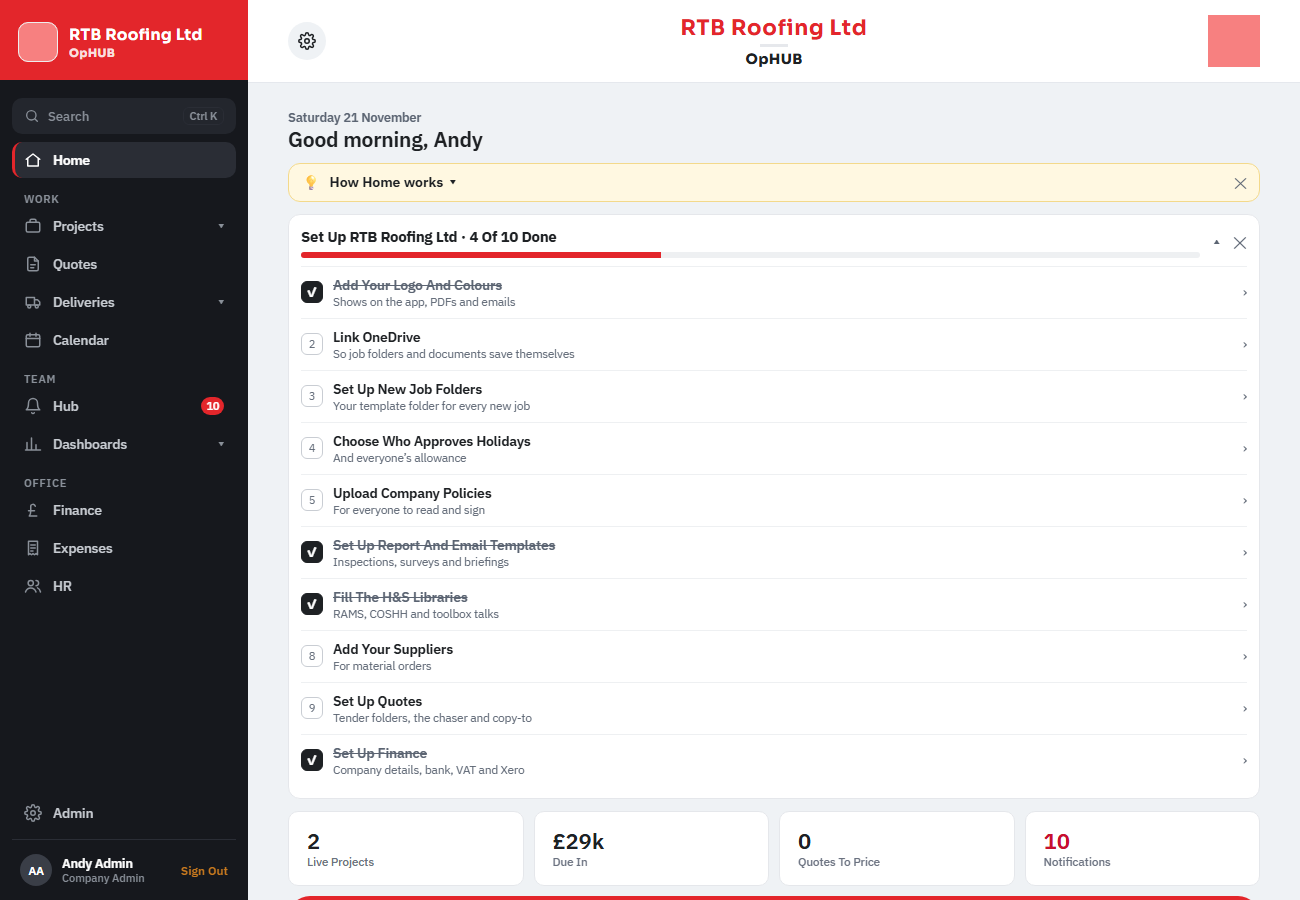 RTB Roofing Ltd
OpHUB
Search
Ctrl K
Home
WORK
Projects
Quotes
Deliveries
Calendar
TEAM
Hub
10
Dashboards
OFFICE
Finance
Expenses
HR
Admin
AA
Andy Admin
Company Admin
Sign Out
RTB Roofing Ltd
OpHUB
Saturday 21 November
Good morning, Andy
How Home works
Set Up RTB Roofing Ltd · 4 Of 10 Done
Add Your Logo And Colours
Shows on the app, PDFs and emails
2
Link OneDrive
So job folders and documents save themselves
3
Set Up New Job Folders
Your template folder for every new job
4
Choose Who Approves Holidays
And everyone's allowance
5
Upload Company Policies
For everyone to read and sign
Set Up Report And Email Templates
Inspections, surveys and briefings
Fill The H&S Libraries
RAMS, COSHH and toolbox talks
8
Add Your Suppliers
For material orders
9
Set Up Quotes
Tender folders, the chaser and copy-to
Set Up Finance
Company details, bank, VAT and Xero
2
Live Projects
£29k
Due In
0
Quotes To Price
10
Notifications